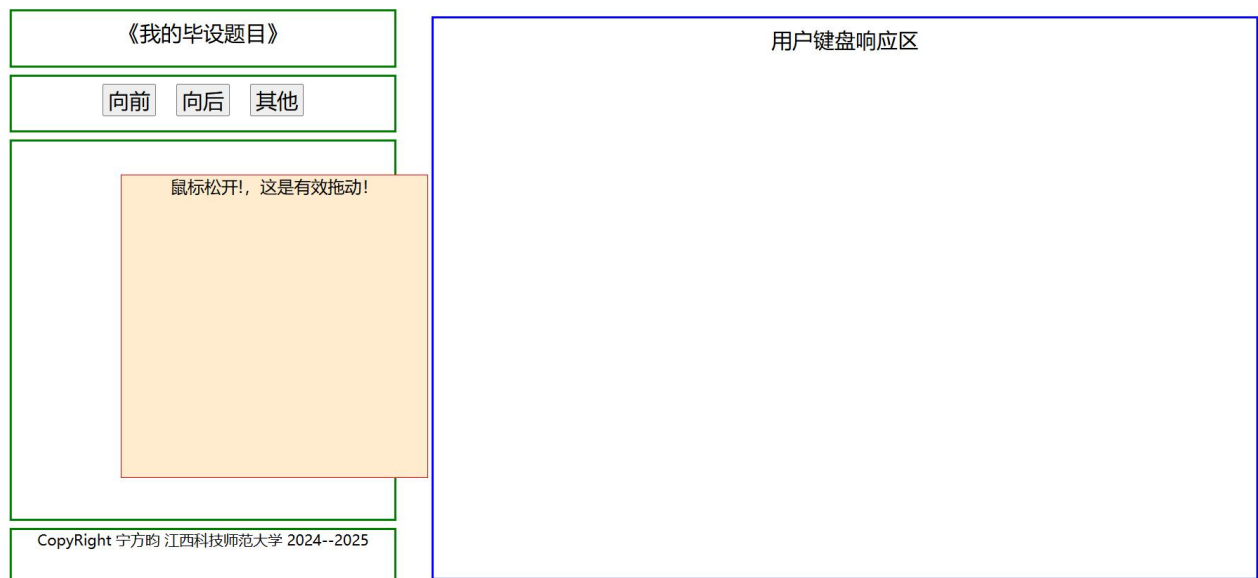 《我的毕设题目》
向前 向后 其他
鼠标松开!，这是有效拖动!
CopyRight 宁方昀 江西科技师范大学 2024--2025
用户键盘响应区